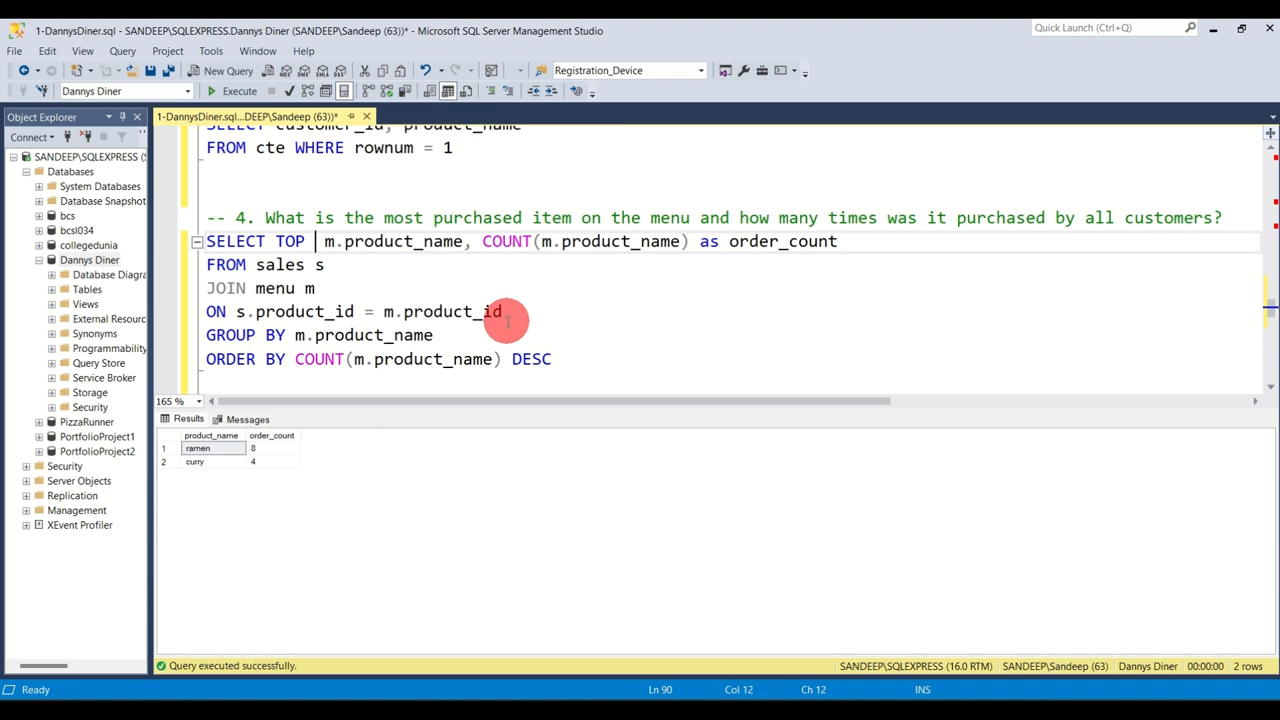 1-DannysDiner.sql - SANDEEP\SQLEXPRESS.Dannys Diner (SANDEEP\Sandeep (63))* - Microsoft SQL Server Management Studio
Quick Launch (Ctrl+Q)
File Edit View Query Project Tools Window Help
New Query MDX DMX XMLA DAX Registration_Device
Dannys Diner Execute
Object Explorer
1-DannysDiner.sql...DEEP\Sandeep (63))*
Connect
SANDEEP\SQLEXPRESS (S
Databases
System Databases
Database Snapshot
bcs
bcsl034
collegedunia
Dannys Diner
Database Diagra
Tables
Views
External Resourc
Synonyms
Programmability
Query Store
Service Broker
Storage
Security
PizzaRunner
PortfolioProject1
PortfolioProject2
Security
Server Objects
Replication
Management
XEvent Profiler
SELECT customer_id, product_name
FROM cte WHERE rownum = 1
-- 4. What is the most purchased item on the menu and how many times was it purchased by all customers?
SELECT TOP m.product_name, COUNT(m.product_name) as order_count
FROM sales s
JOIN menu m
ON s.product_id = m.product_id
GROUP BY m.product_name
ORDER BY COUNT(m.product_name) DESC
165 %
Results Messages
product_name order_count
1 ramen 8
2 curry 4
Query executed successfully.
SANDEEP\SQLEXPRESS (16.0 RTM) SANDEEP\Sandeep (63) Dannys Diner 00:00:00 2 rows
Ready Ln 90 Col 12 Ch 12 INS